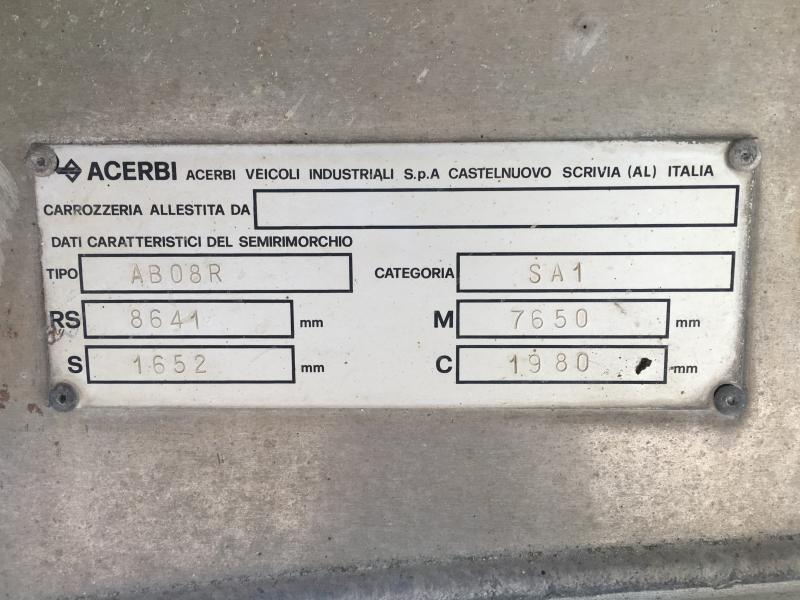 ACERBI ACERBI VEICOLI INDUSTRIALI S.p.A CASTELNUOVO SCRIVIA (AL) ITALIA
CARROZZERIA ALLESTITA DA
DATI CARATTERISTICI DEL SEMIRIMORCHIO
TIPO AB08R CATEGORIA SA1
RS 8641 mm M 7650 mm
S 1652 mm C 1980 mm